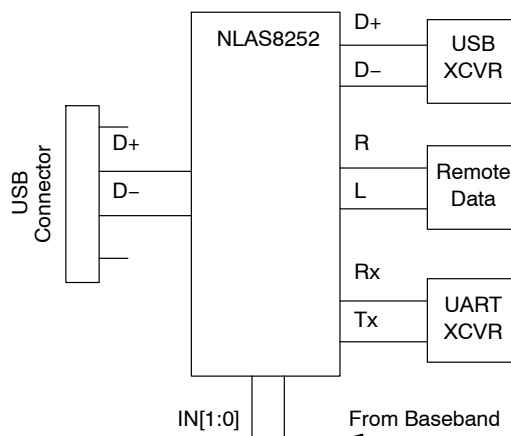 NLAS8252
D+
D−
USB
XCVR
USB
Connector
D+
D−
R
L
Remote
Data
Rx
Tx
UART
XCVR
IN[1:0]
From Baseband